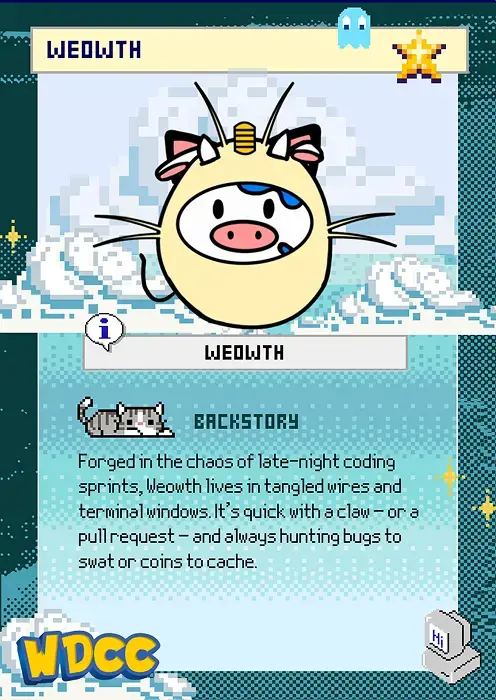 WEOWTH
i
WEOWTH
BACKSTORY
Forged in the chaos of late-night coding
sprints, Weowth lives in tangled wires and
terminal windows. It's quick with a claw – or a
pull request – and always hunting bugs to
swat or coins to cache.
WDCC
Hi